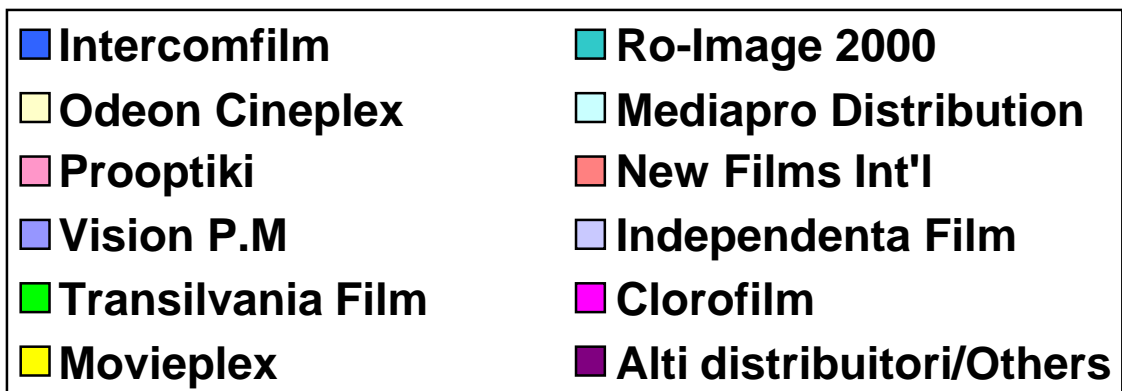 Intercomfilm Ro-Image 2000
Odeon Cineplex Mediapro Distribution
Prooptiki New Films Int'l
Vision P.M Independenta Film
Transilvania Film Clorofilm
Movieplex Alti distribuitori/Others